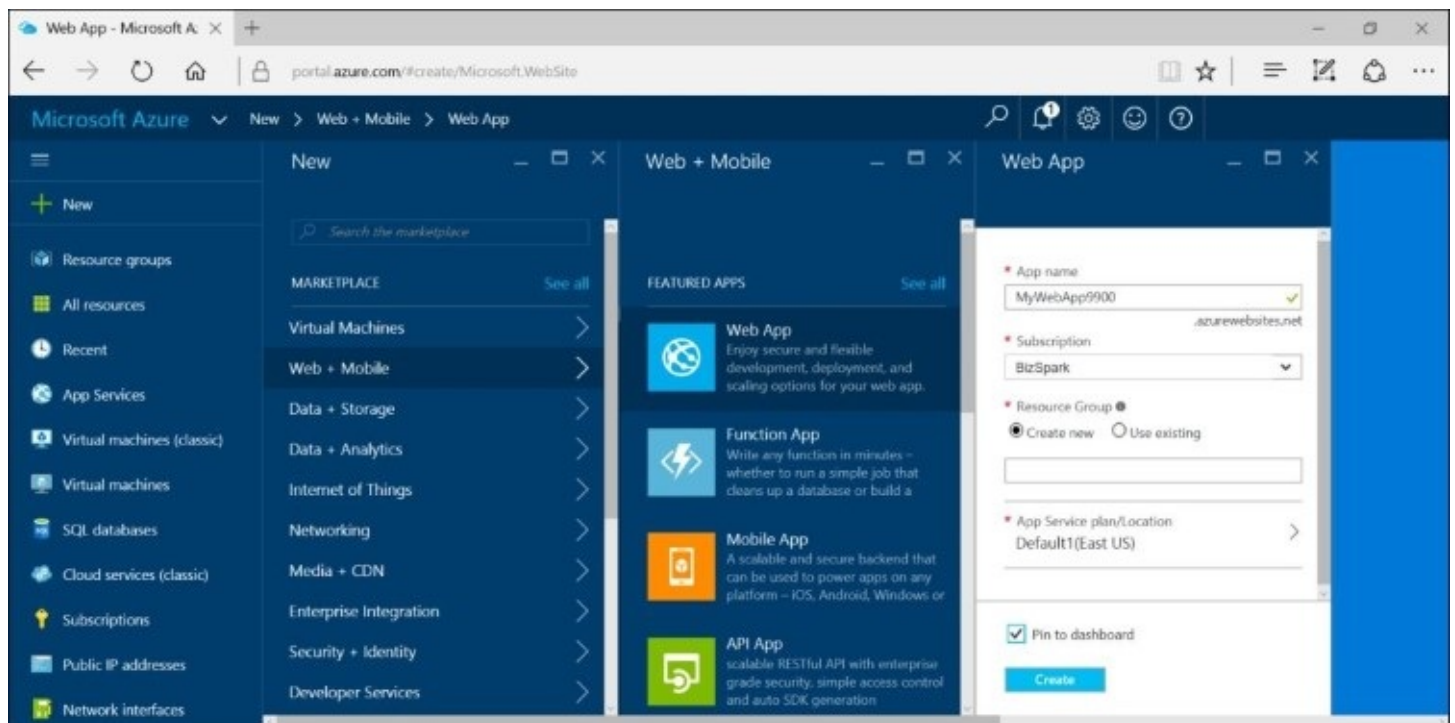 Web App - Microsoft A
portal.azure.com/#create/Microsoft.WebSite
Microsoft Azure New > Web + Mobile > Web App
1
New
Resource groups
All resources
Recent
App Services
Virtual machines (classic)
Virtual machines
SQL databases
Cloud services (classic)
Subscriptions
Public IP addresses
Network interfaces
New
Search the marketplace
MARKETPLACE See all
Virtual Machines
Web + Mobile
Data + Storage
Data + Analytics
Internet of Things
Networking
Media + CDN
Enterprise Integration
Security + Identity
Developer Services
Web + Mobile
FEATURED APPS See all
Web App
Enjoy secure and flexible
development, deployment, and
scaling options for your web app.
Function App
Write any function in minutes –
whether to run a simple job that
cleans up a database or build a
Mobile App
A scalable and secure backend that
can be used to power apps on any
platform – iOS, Android, Windows or
API App
scalable RESTful API with enterprise
grade security, simple access control
and auto SDK generation
Web App
* App name
MyWebApp9900
.azurewebsites.net
* Subscription
BizSpark
* Resource Group
Create new Use existing
* App Service plan/Location
Default1(East US)
Pin to dashboard
Create